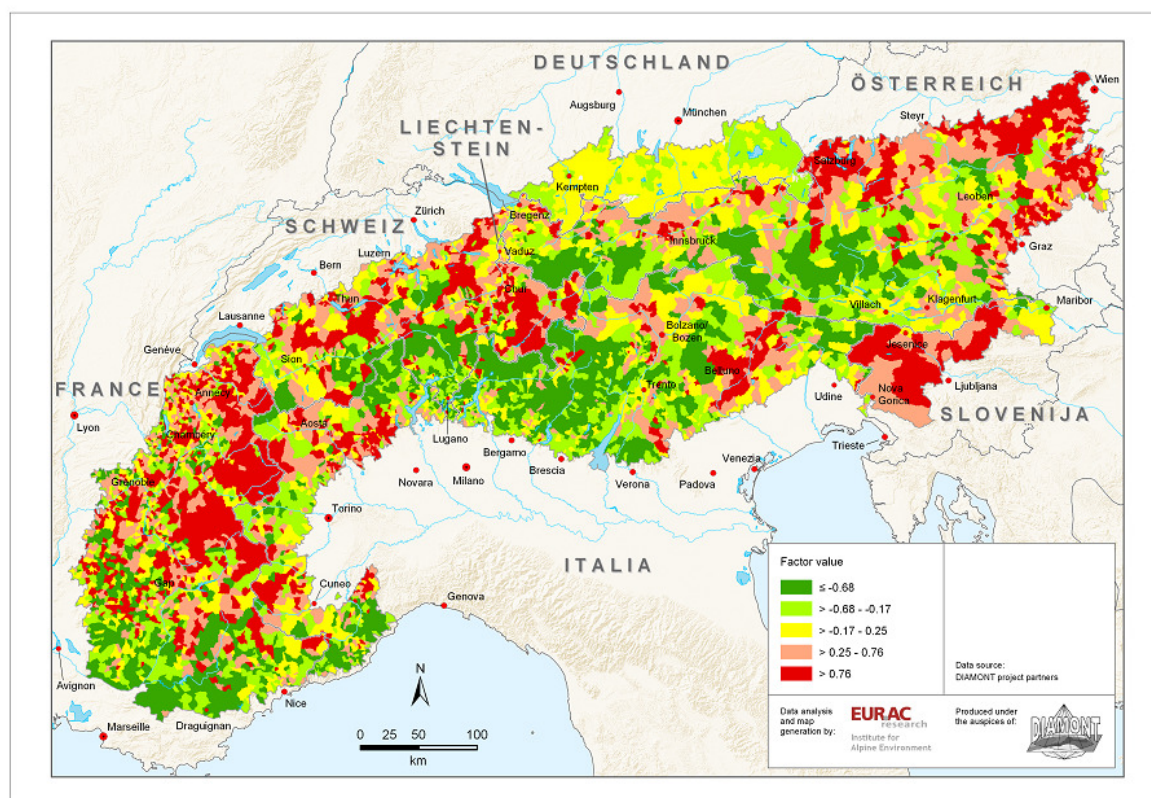 DEUTSCHLAND
ÖSTERREICH
Wien
Augsburg
München
Steyr
LIECHTEN-
STEIN
Salzburg
Kempten
Leoben
Zürich
Bregenz
SCHWEIZ
Innsbruck
Graz
Luzern
Vaduz
Bern
Chur
Thun
Villach
Klagenfurt
Maribor
Lausanne
Bolzano/
Bozen
Jesenice
Genève
Sion
Belluno
Trento
Ljubljana
FRANCE
Annecy
Nova
Gorica
Udine
SLOVENIJA
Aosta
Lyon
Chambéry
Lugano
Trieste
Bergamo
Venezia
Brescia
Novara
Milano
Verona
Padova
Grenoble
Torino
ITALIA
Gap
Cuneo
Genova
Avignon
Nice
Marseille
Draguignan
N
0 25 50 100
km
Factor value
≤ -0.68
> -0.68 - -0.17
> -0.17 - 0.25
> 0.25 - 0.76
> 0.76
Data source:
DIAMONT project partners
Data analysis
and map
generation by:
EURAC
research
Institute for
Alpine Environment
Produced under
the auspices of:
DIAMONT